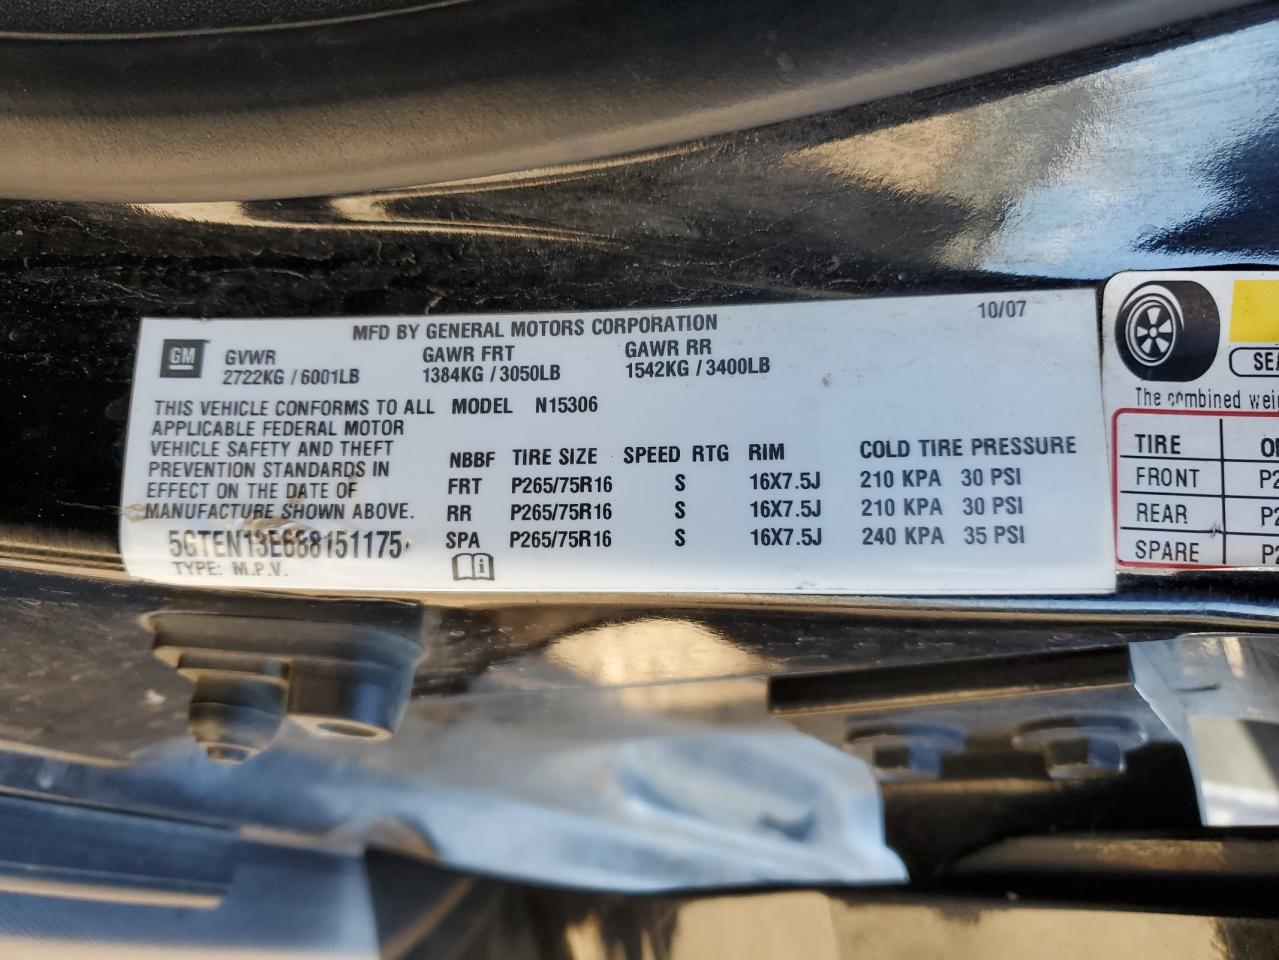 MFD BY GENERAL MOTORS CORPORATION 10/07
GM
GVWR GAWR FRT GAWR RR
2722KG / 6001LB 1384KG / 3050LB 1542KG / 3400LB
THIS VEHICLE CONFORMS TO ALL
APPLICABLE FEDERAL MOTOR
VEHICLE SAFETY AND THEFT
PREVENTION STANDARDS IN
EFFECT ON THE DATE OF
MANUFACTURE SHOWN ABOVE.
5GTEN13E688151175
TYPE: M.P.V.
MODEL N15306
NBBF TIRE SIZE SPEED RTG RIM COLD TIRE PRESSURE
FRT P265/75R16 S 16X7.5J 210 KPA 30 PSI
RR P265/75R16 S 16X7.5J 210 KPA 30 PSI
SPA P265/75R16 S 16X7.5J 240 KPA 35 PSI
i
The combined
TIRE
FRONT P2
REAR P2
SPARE P2